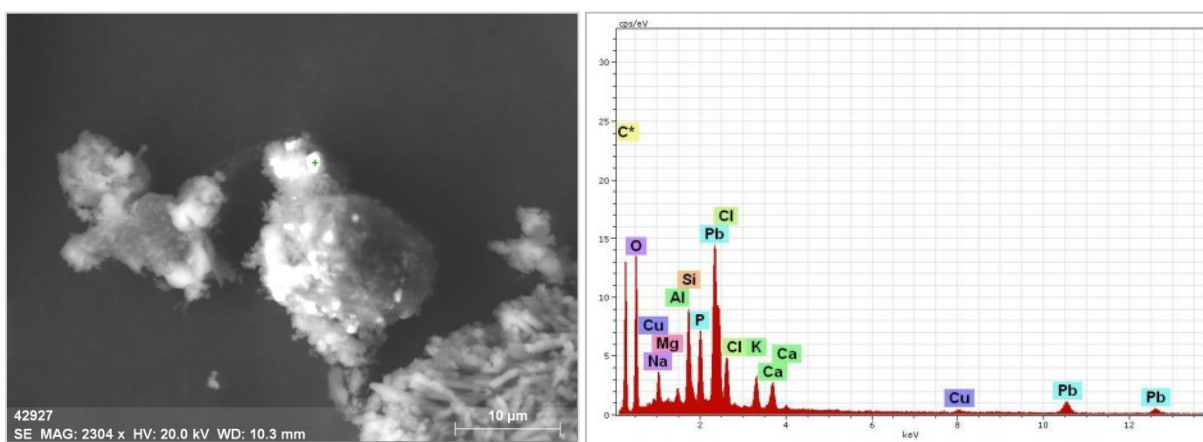 42927
10 µm
SE MAG: 2304 x HV: 20.0 kV WD: 10.3 mm
cps/eV
30
25
20
15
10
5
0
C*
O
Cu
Mg
Na
Al
Si
P
Pb
Cl
Cl
K
Ca
Ca
Cu
Pb
Pb
2
4
6
8
10
12
keV